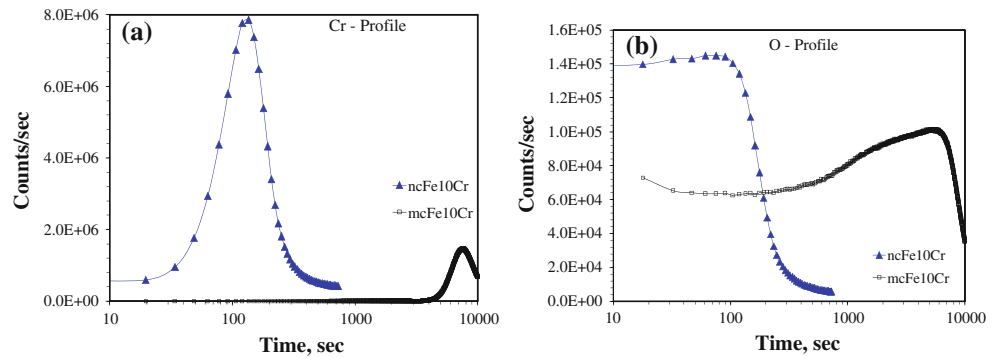 (a)
Cr - Profile
8.0E+06
6.0E+06
4.0E+06
2.0E+06
0.0E+00
Counts/sec
ncFe10Cr
mcFe10Cr
10
100
1000
10000
Time, sec
(b)
O - Profile
1.6E+05
1.4E+05
1.2E+05
1.0E+05
8.0E+04
6.0E+04
4.0E+04
2.0E+04
0.0E+00
Counts/sec
ncFe10Cr
mcFe10Cr
10
100
1000
10000
Time, sec